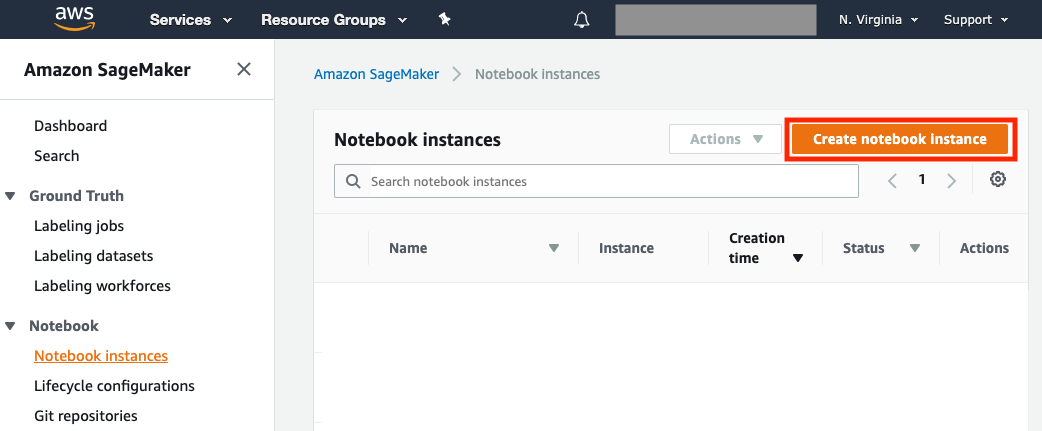 aws Services Resource Groups N. Virginia Support
Amazon SageMaker
Dashboard
Search
Ground Truth
Labeling jobs
Labeling datasets
Labeling workforces
Notebook
Notebook instances
Lifecycle configurations
Git repositories
Amazon SageMaker > Notebook instances
Notebook instances Actions Create notebook instance
Search notebook instances 1
Name Instance Creation time Status Actions